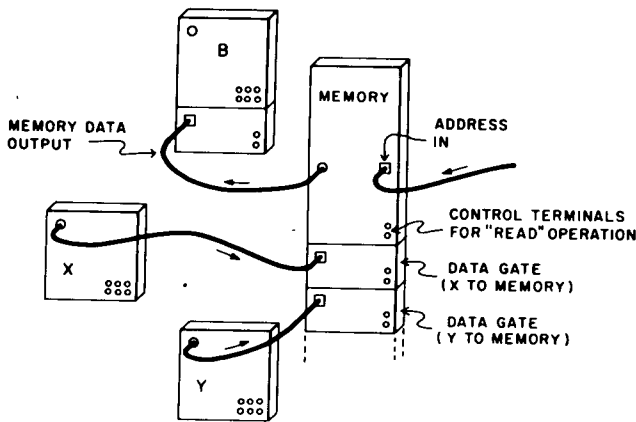 B
MEMORY
MEMORY DATA
OUTPUT
ADDRESS
IN
CONTROL TERMINALS
FOR "READ" OPERATION
X
DATA GATE
(X TO MEMORY)
DATA GATE
(Y TO MEMORY)
Y